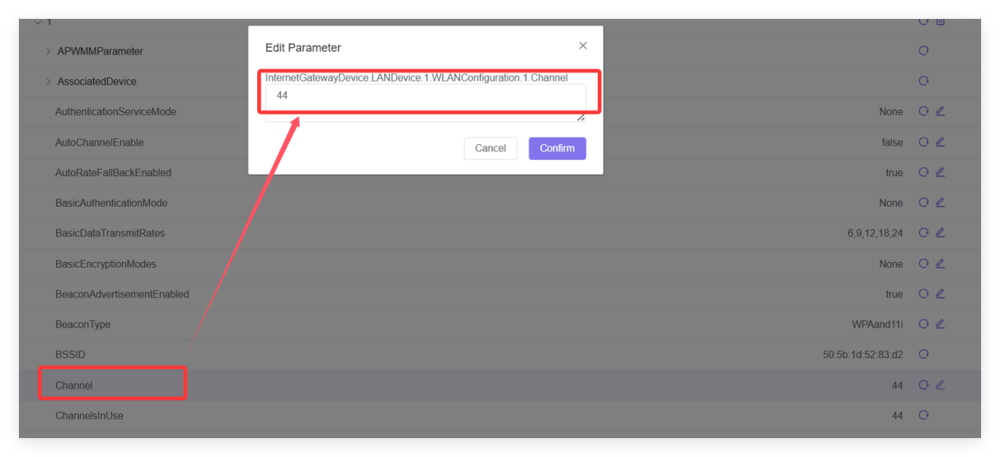 1
Edit Parameter
APWMMParameter
InternetGatewayDevice.LANDevice.1.WLANConfiguration.1.Channel
AssociatedDevice
44
AuthenticationServiceMode None
AutoChannelEnable false
Cancel Confirm
AutoRateFallBackEnabled true
BasicAuthenticationMode None
BasicDataTransmitRates 6,9,12,18,24
BasicEncryptionModes None
BeaconAdvertisementEnabled true
BeaconType WPAand11i
BSSID 50:5b:1d:52:83:d2
Channel 44
ChannelsInUse 44